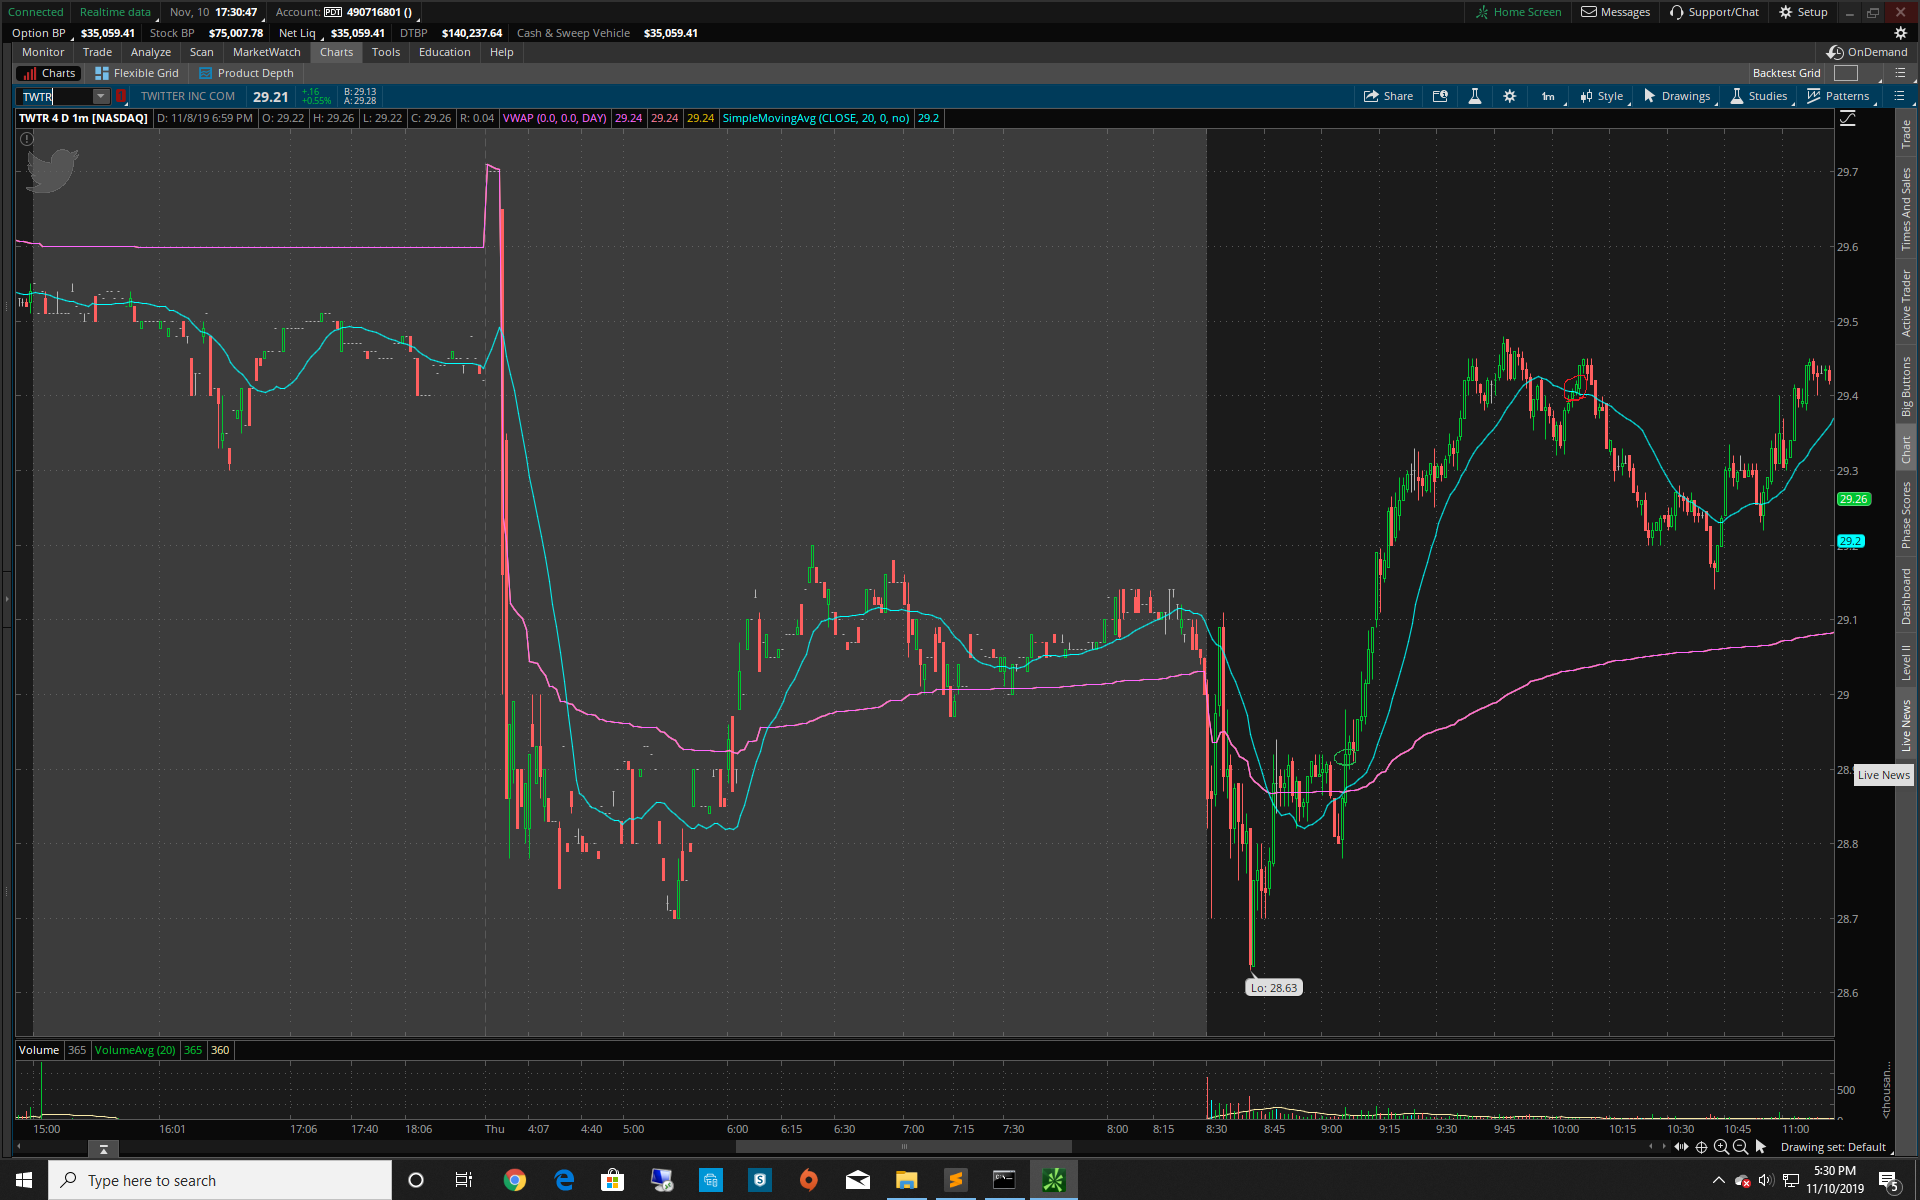 Connected Realtime data Nov, 10 17:30:47 Account: PDT 490716801 () Home Screen Messages Support/Chat Setup
Option BP $35,059.41 Stock BP $75,007.78 Net Liq $35,059.41 DTBP $140,237.64 Cash & Sweep Vehicle $35,059.41
Monitor Trade Analyze Scan MarketWatch Charts Tools Education Help OnDemand
Charts Flexible Grid Product Depth Backtest Grid
TWTR TWITTER INC COM 29.21 +.16 +0.55% B: 29.13 A: 29.28 Share 1m Style Drawings Studies Patterns
TWTR 4 D 1m [NASDAQ] D: 11/8/19 6:59 PM O: 29.22 H: 29.26 L: 29.22 C: 29.26 R: 0.04 VWAP (0.0, 0.0, DAY) 29.24 29.24 29.24 SimpleMovingAvg (CLOSE, 20, 0, no) 29.2
29.7
29.6
29.5
29.4
29.3
29.26
29.2
29.1
29
28.8
28.7
28.6
Lo: 28.63
Trade
Times And Sales
Active Trader
Big Buttons
Chart
Phase Scores
Dashboard
Level II
Live News
Live News
Volume 365 VolumeAvg (20) 365 360
500
0
<thousan...
15:00 16:01 17:06 17:40 18:06 Thu 4:07 4:40 5:00 6:00 6:15 6:30 7:00 7:15 7:30 8:00 8:15 8:30 8:45 9:00 9:15 9:30 9:45 10:00 10:15 10:30 10:45 11:00
Drawing set: Default
Type here to search
5:30 PM
11/10/2019
5